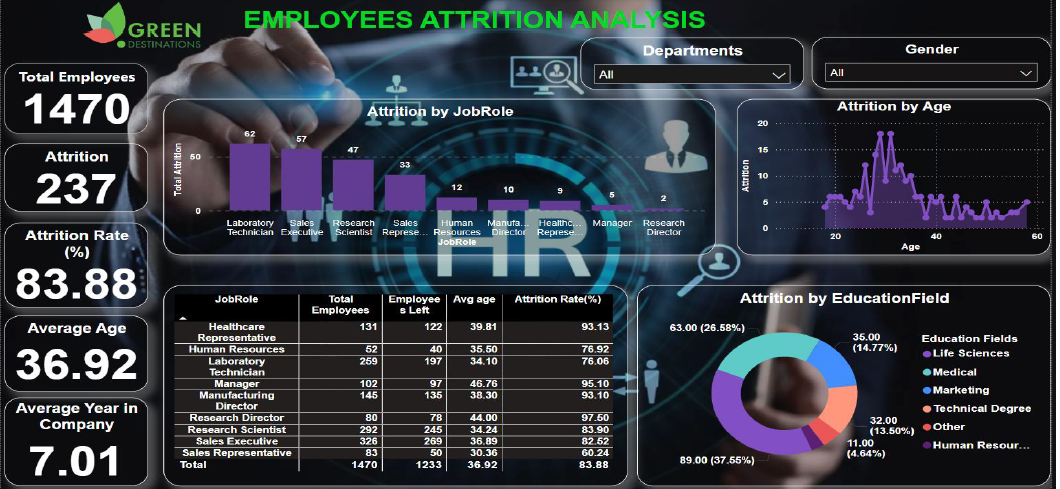 GREEN
DESTINATIONS
EMPLOYEES ATTRITION ANALYSIS
Departments
All
Gender
All
Total Employees
1470
Attrition
237
Attrition Rate
(%)
83.88
Average Age
36.92
Average Year in
Company
7.01
Attrition by JobRole
Total Attrition
50
0
62
57
47
33
12
10
9
5
2
Laboratory
Technician
Sales
Executive
Research
Scientist
Sales
Represe...
Human
Resources
Manufa...
Director
Healthc...
Represe...
Manager
Research
Director
JobRole
HR
Attrition by Age
Attrition
20
15
10
5
0
20
40
60
Age
JobRole Total Employees Employee s Left Avg age Attrition Rate(%)
Healthcare Representative 131 122 39.81 93.13
Human Resources 52 40 35.50 76.92
Laboratory Technician 259 197 34.10 76.06
Manager 102 97 46.76 95.10
Manufacturing Director 145 135 38.30 93.10
Research Director 80 78 44.00 97.50
Research Scientist 292 245 34.24 83.90
Sales Executive 326 269 36.89 82.52
Sales Representative 83 50 30.36 60.24
Total 1470 1233 36.92 83.88
Attrition by EducationField
63.00 (26.58%)
35.00
(14.77%)
32.00
(13.50%)
11.00
(4.64%)
89.00 (37.55%)
Education Fields
Life Sciences
Medical
Marketing
Technical Degree
Other
Human Resour...